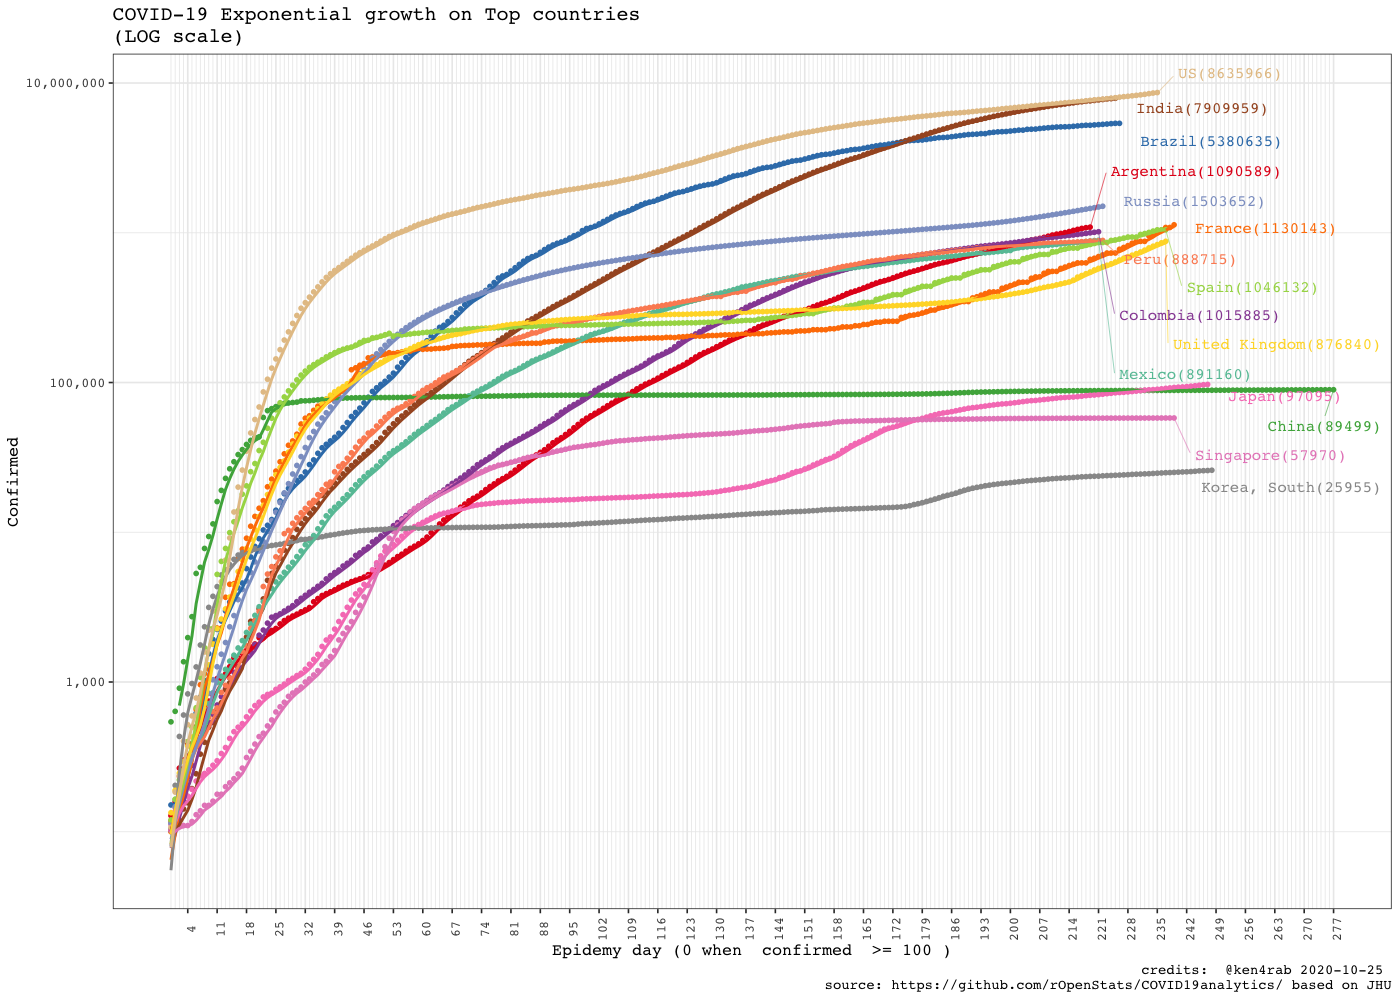 COVID-19 Exponential growth on Top countries
(LOG scale)
10,000,000
100,000
1,000
Confirmed
US(8635966)
India(7909959)
Brazil(5380635)
Argentina(1090589)
Russia(1503652)
France(1130143)
Peru(888715)
Spain(1046132)
Colombia(1015885)
United Kingdom(876840)
Mexico(891160)
Japan(97095)
China(89499)
Singapore(57970)
Korea, South(25955)
4 11 18 25 32 39 46 53 60 67 74 81 88 95 102 109 116 123 130 137 144 151 158 165 172 179 186 193 200 207 214 221 228 235 242 249 256 263 270 277
Epidemy day (0 when  confirmed  >= 100 )
credits:  @ken4rab 2020-10-25
source: https://github.com/rOpenStats/COVID19analytics/ based on JHU